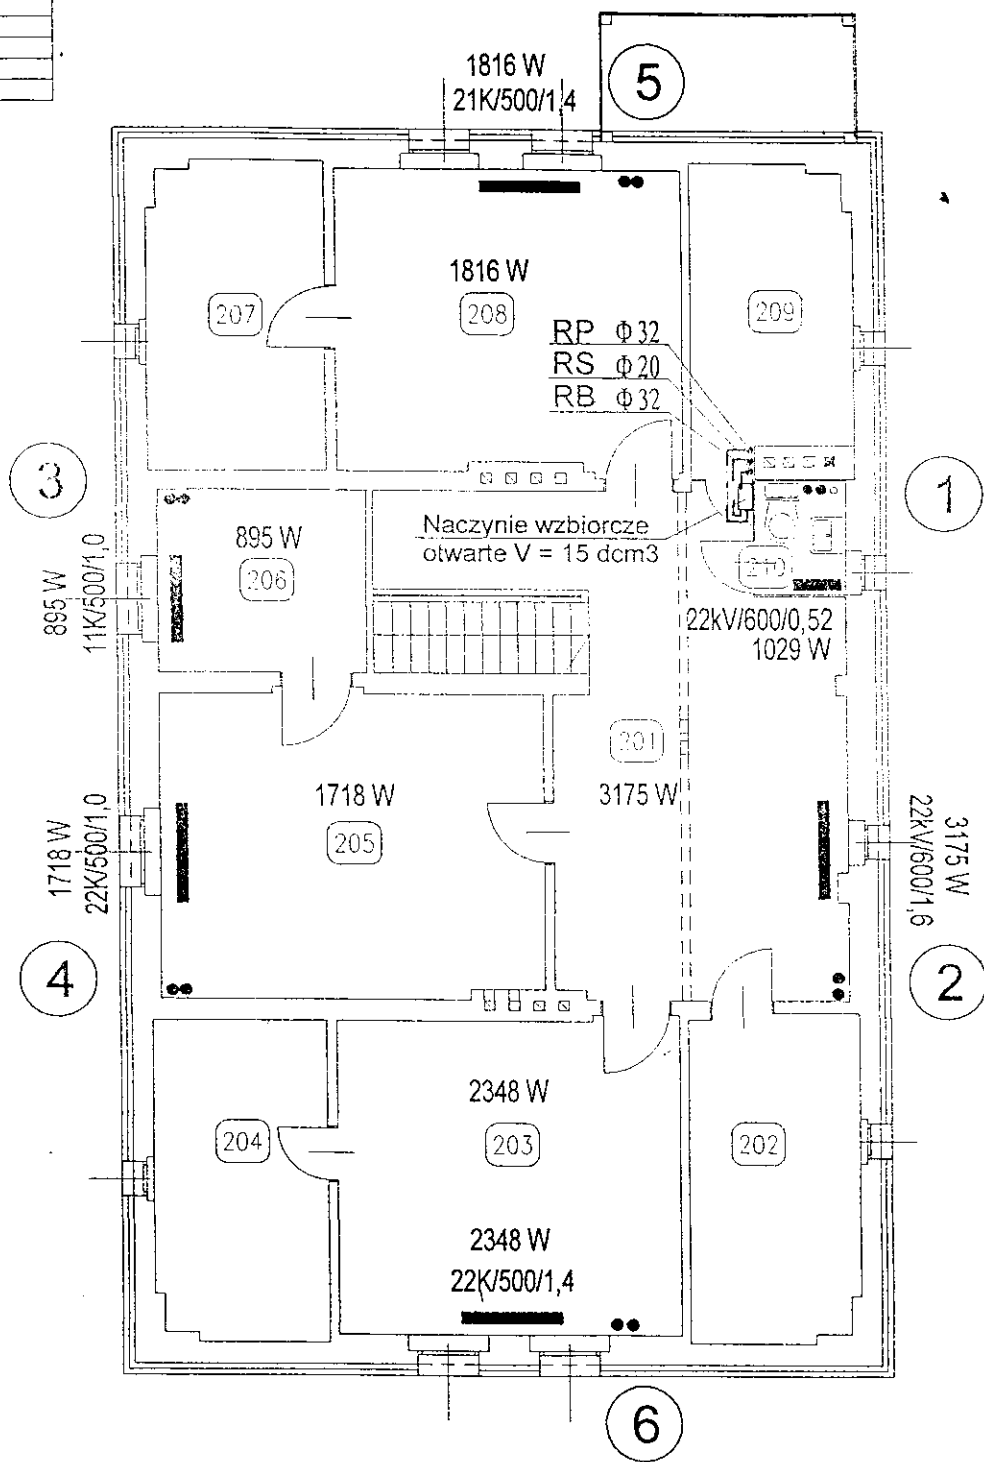 1816 W
21K/500/1,4
5
1816 W
207
208
209
RP Φ 32
RS Φ 20
RB Φ 32
3
1
Naczynie wzbiorcze
otwarte V = 15 dcm3
895 W
206
895 W
11K/500/1,0
210
22kV/600/0,52
1029 W
201
3175 W
1718 W
205
1718 W
22K/500/1,0
3175 W
22kV/600/1,6
4
2
2348 W
204
203
202
2348 W
22K/500/1,4
6